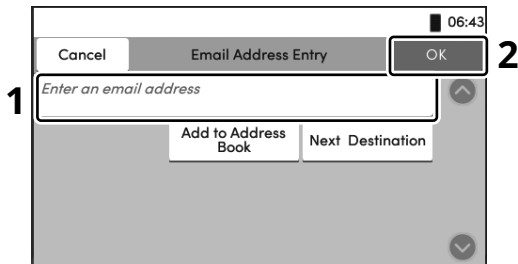 06:43
Cancel
Email Address Entry
OK
2
1
Enter an email address
Add to Address
Book
Next Destination